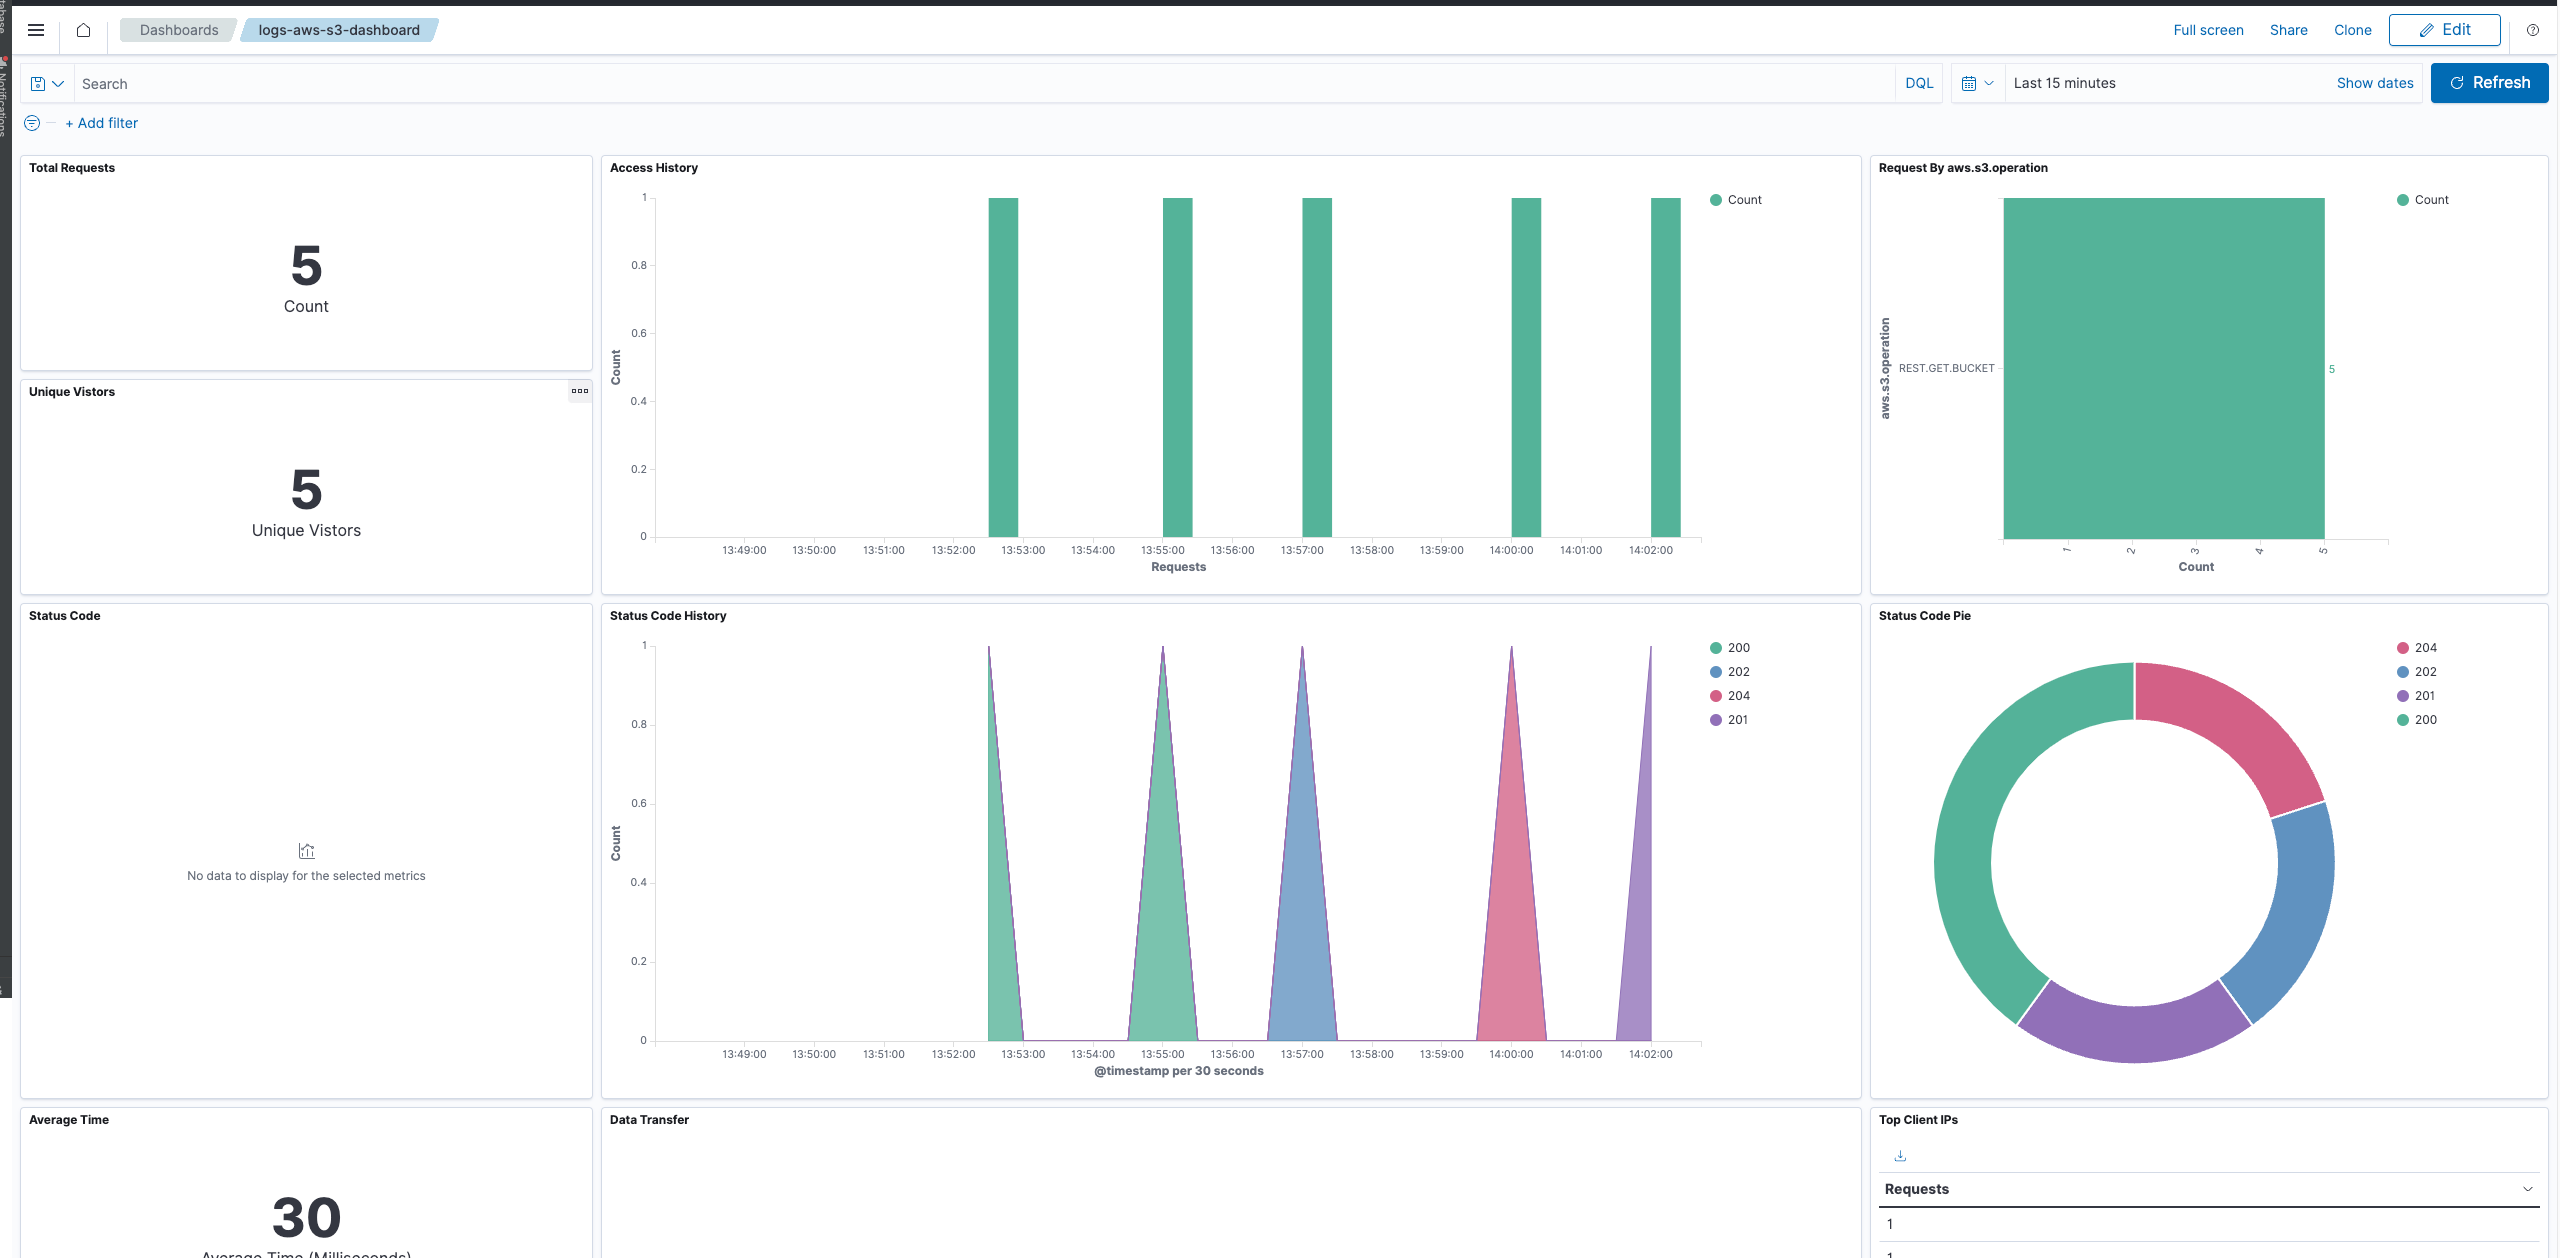 Dashboards
logs-aws-s3-dashboard
Full screen
Share
Clone
Edit
Search
DQL
Last 15 minutes
Show dates
Refresh
+ Add filter
Total Requests
5
Count
Unique Vistors
5
Unique Vistors
Access History
Count
1
0.8
0.6
0.4
0.2
0
Count
13:49:00 13:50:00 13:51:00 13:52:00 13:53:00 13:54:00 13:55:00 13:56:00 13:57:00 13:58:00 13:59:00 14:00:00 14:01:00 14:02:00
Requests
Request By aws.s3.operation
Count
aws.s3.operation
REST.GET.BUCKET
5
1 2 3 4 5
Count
Status Code
No data to display for the selected metrics
Status Code History
200
202
204
201
1
0.8
0.6
0.4
0.2
0
Count
13:49:00 13:50:00 13:51:00 13:52:00 13:53:00 13:54:00 13:55:00 13:56:00 13:57:00 13:58:00 13:59:00 14:00:00 14:01:00 14:02:00
@timestamp per 30 seconds
Status Code Pie
204
202
201
200
Average Time
30
Average Time (Milliseconds)
Data Transfer
Top Client IPs
Requests
1
1
Notifications